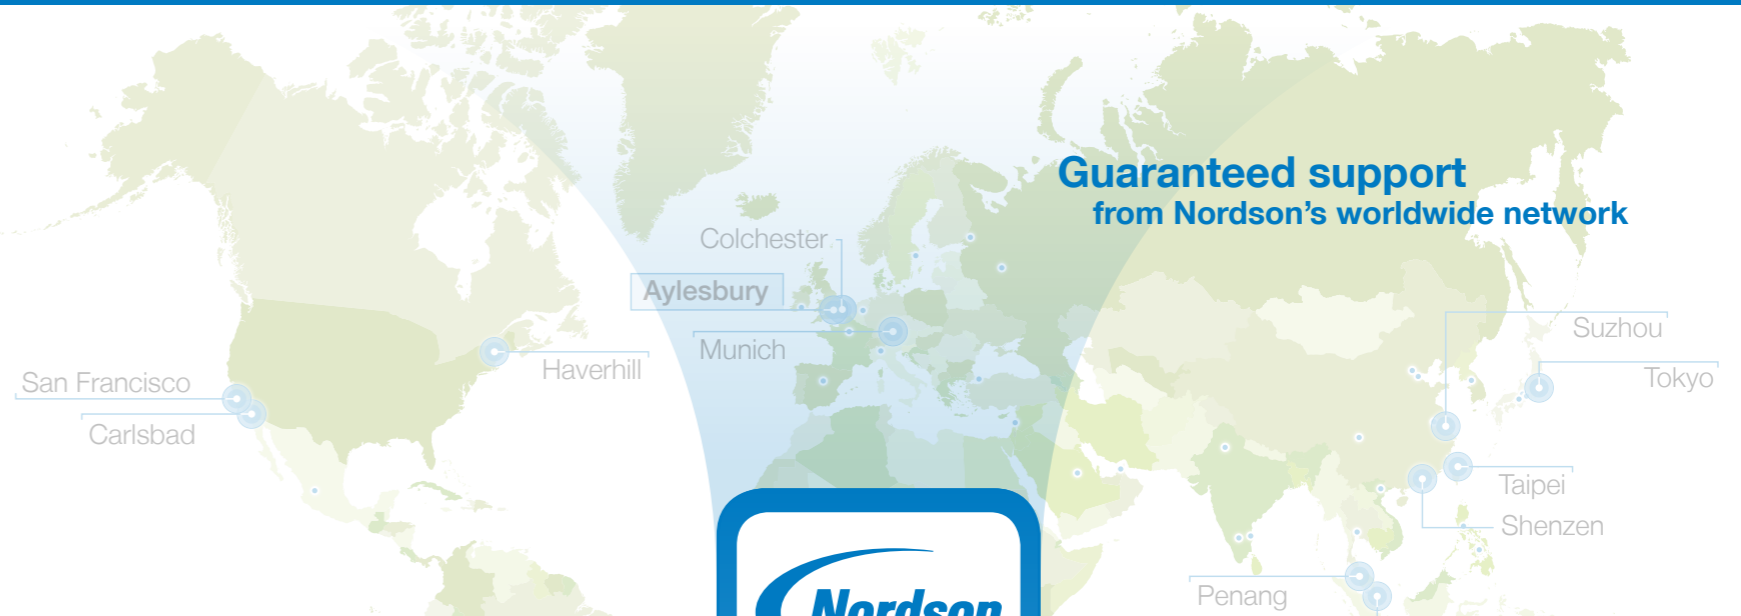 Guaranteed support
from Nordson’s worldwide network
Colchester
Aylesbury
Munich
Haverhill
San Francisco
Carlsbad
Suzhou
Tokyo
Taipei
Shenzen
Penang
Nordson